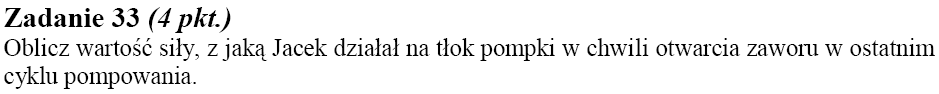 Zadanie 33 (4 pkt.)
Oblicz wartość siły, z jaką Jacek działał na tłok pompki w chwili otwarcia zaworu w ostatnim
cyklu pompowania.